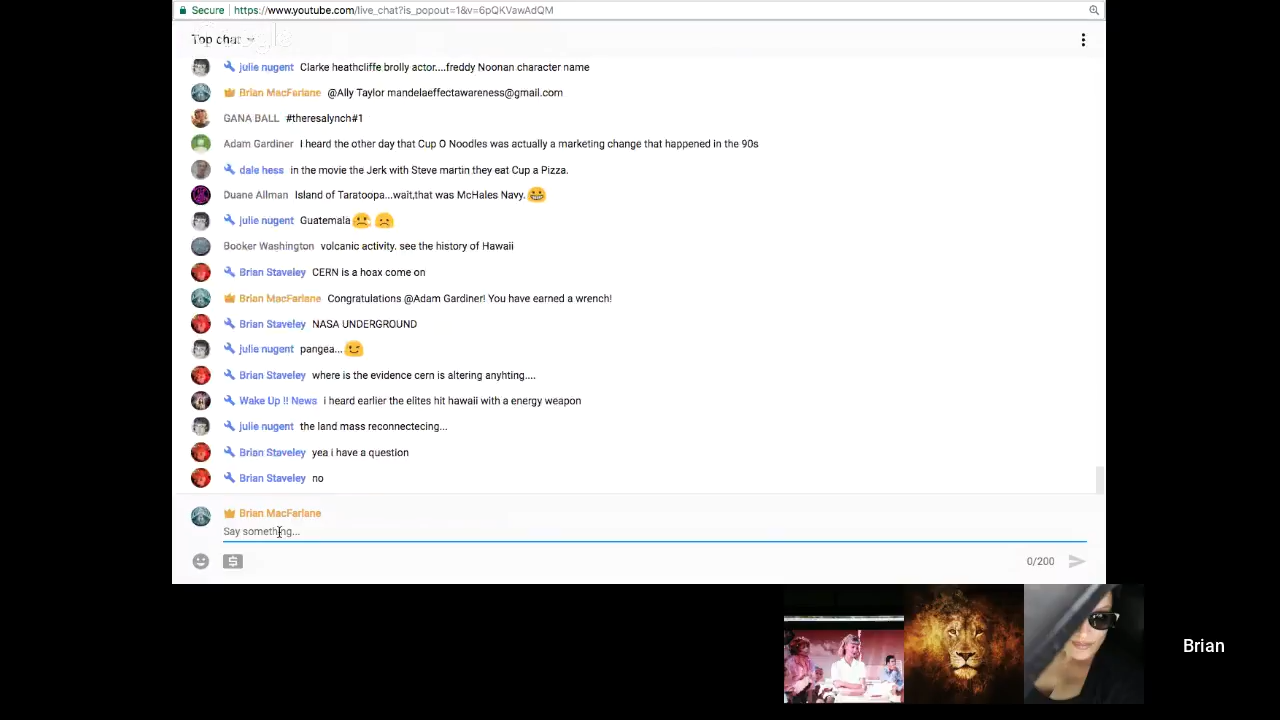 Secure https://www.youtube.com/live_chat?is_popout=1&v=6pQKVawAdQM
Top chat
julie nugent Clarke heathcliffe brolly actor....freddy Noonan character name
Brian MacFarlane @Ally Taylor mandelaeffectawareness@gmail.com
GANA BALL #theresalynch#1
Adam Gardiner I heard the other day that Cup O Noodles was actually a marketing change that happened in the 90s
dale hess in the movie the Jerk with Steve martin they eat Cup a Pizza.
Duane Allman Island of Taratoopa...wait,that was McHales Navy.
julie nugent Guatemala
Booker Washington volcanic activity. see the history of Hawaii
Brian Staveley CERN is a hoax come on
Brian MacFarlane Congratulations @Adam Gardiner! You have earned a wrench!
Brian Staveley NASA UNDERGROUND
julie nugent pangea...
Brian Staveley where is the evidence cern is altering anyhting....
Wake Up !! News i heard earlier the elites hit hawaii with a energy weapon
julie nugent the land mass reconnectecing...
Brian Staveley yea i have a question
Brian Staveley no
Brian MacFarlane
Say something...
0/200
Brian